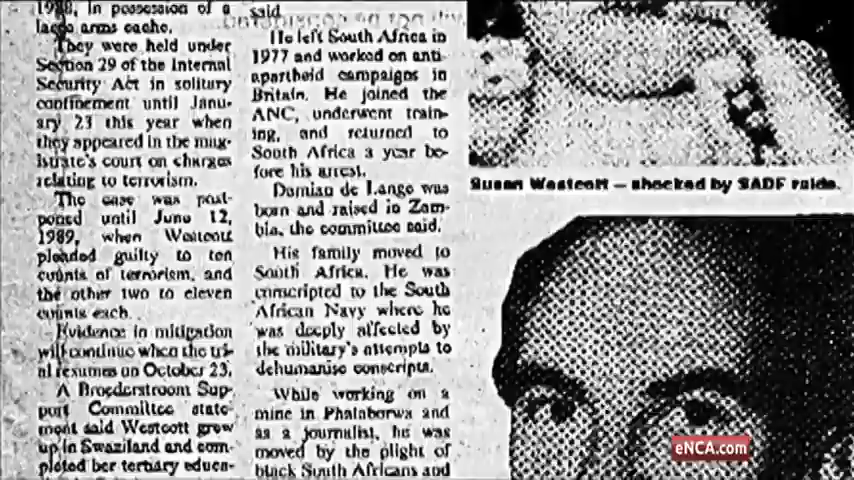 1988, in possession of a
large arms cache.
They were held under
Section 29 of the Internal
Security Act in solitary
confinement until Janu-
ary 23 this year when
they appeared in the mag-
istrate's court on charges
relating to terrorism.
The case was post-
poned until June 12,
1989, when Westcott
pleaded guilty to ten
counts of terrorism, and
the other two to eleven
counts each.
Evidence in mitigation
will continue when the tri-
al resumes on October 23.
A Broederstroom Sup-
port Committee state-
ment said Westcott grew
up in Swaziland and com-
pleted her tertiary educa-
said
He left South Africa in
1977 and worked on anti-
apartheid campaigns in
Britain. He joined the
ANC, underwent train-
ing, and returned to
South Africa a year be-
fore his arrest.
Damian de Lange was
born and raised in Zam-
bia, the committee said.
His family moved to
South Africa. He was
conscripted to the South
African Navy where he
was deeply affected by
the military's attempts to
dehumanise conscripts.
While working on a
mine in Phalaborwa and
as a journalist, he was
moved by the plight of
black South Africans and
Susan Westcott — shocked by SADF raids.
eNCA.com